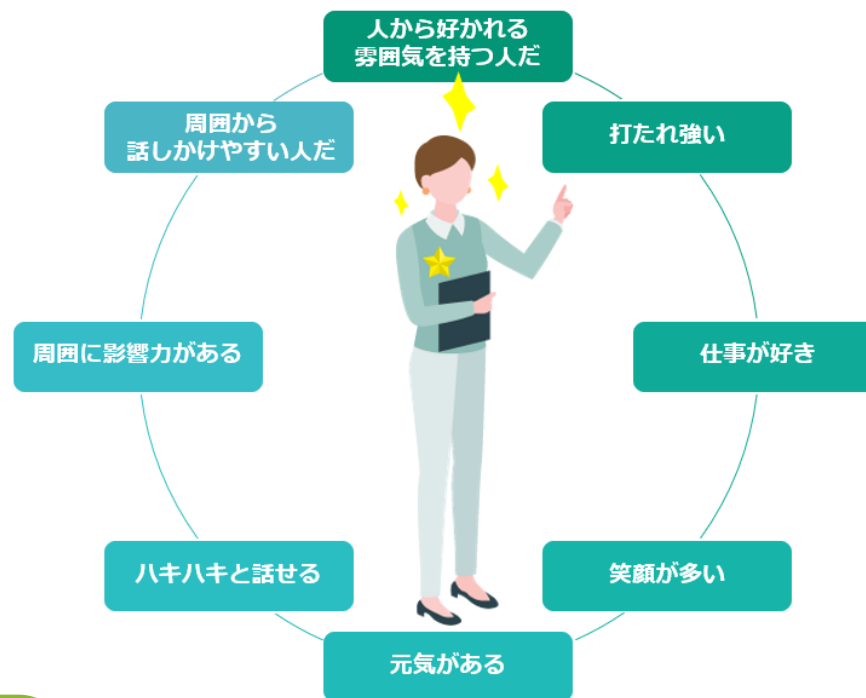 人から好かれる
雰囲気を持つ人だ
打たれ強い
仕事が好き
笑顔が多い
元気がある
ハキハキと話せる
周囲に影響力がある
周囲から
話しかけやすい人だ